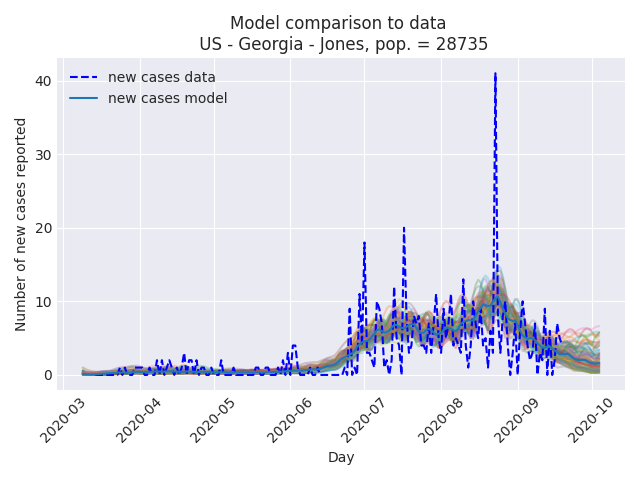 Model comparison to data
US - Georgia - Jones, pop. = 28735
new cases data
new cases model
Number of new cases reported
40
30
20
10
0
2020-03
2020-04
2020-05
2020-06
2020-07
2020-08
2020-09
2020-10
Day